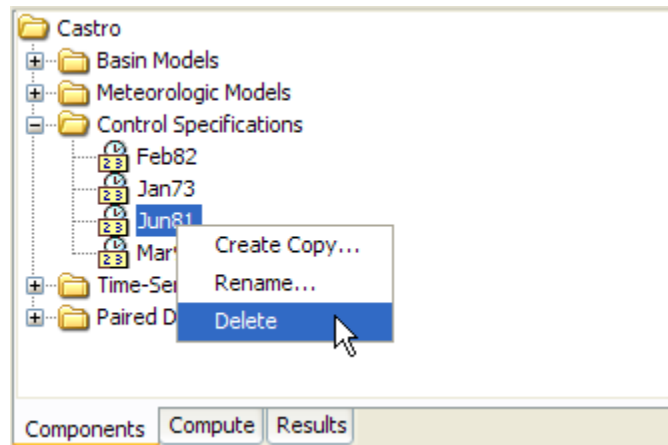 Castro
Basin Models
Meteorologic Models
Control Specifications
Feb82
Jan73
Jun81
Create Copy...
Rename...
Delete
Components Compute Results